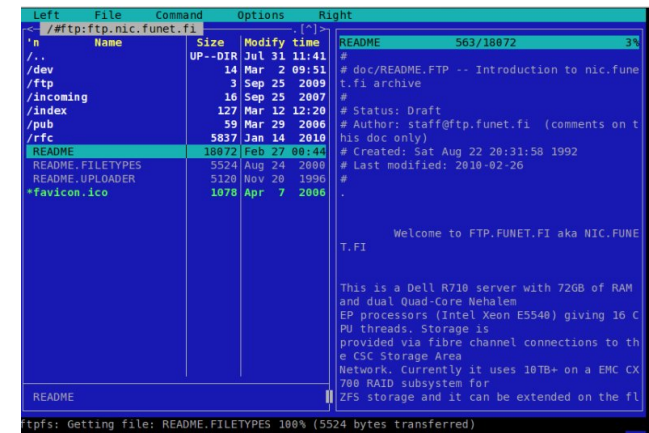 Left File Command Options Right
<- /#ftp:ftp.nic.funet.fi .[^]>
'n Name Size Modify time
/.. UP--DIR Jul 31 11:41
/dev 14 Mar 2 09:51
/ftp 3 Sep 25 2009
/incoming 16 Sep 25 2007
/index 127 Mar 12 12:20
/pub 59 Mar 29 2006
/rfc 5837 Jan 14 2010
README 18072 Feb 27 00:44
README.FILETYPES 5524 Aug 24 2000
README.UPLOADER 5120 Nov 20 1996
*favicon.ico 1078 Apr 7 2006
README
README 563/18072 3%
#
# doc/README.FTP -- Introduction to nic.fune
t.fi archive
#
# Status: Draft
# Author: staff@ftp.funet.fi (comments on t
his doc only)
# Created: Sat Aug 22 20:31:58 1992
# Last modified: 2010-02-26
#
.
Welcome to FTP.FUNET.FI aka NIC.FUNE
T.FI
This is a Dell R710 server with 72GB of RAM
and dual Quad-Core Nehalem
EP processors (Intel Xeon E5540) giving 16 C
PU threads. Storage is
provided via fibre channel connections to th
e CSC Storage Area
Network. Currently it uses 10TB+ on a EMC CX
700 RAID subsystem for
ZFS storage and it can be extended on the fl
ftpfs: Getting file: README.FILETYPES 100% (5524 bytes transferred)